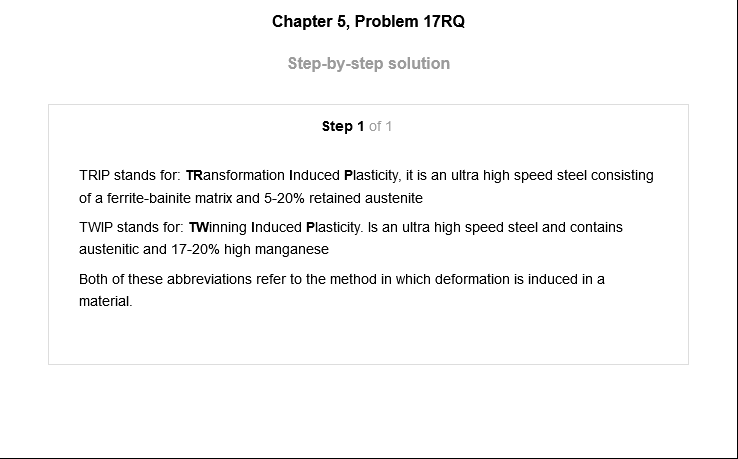 Chapter 5, Problem 17RQ
Step-by-step solution
Step 1 of 1
TRIP stands for: TRansformation Induced Plasticity, it is an ultra high speed steel consisting
of a ferrite-bainite matrix and 5-20% retained austenite
TWIP stands for: TWinning Induced Plasticity. Is an ultra high speed steel and contains
austenitic and 17-20% high manganese
Both of these abbreviations refer to the method in which deformation is induced in a
material.